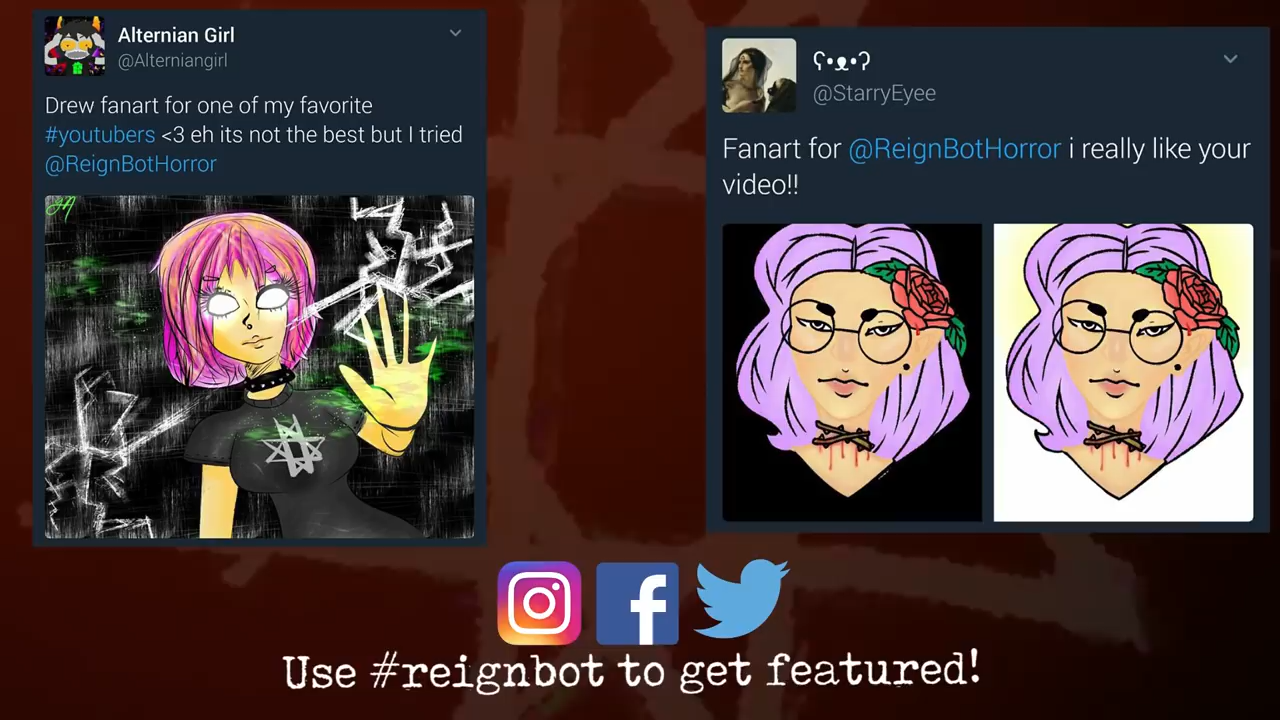 Alternian Girl
@Alterniangirl
Drew fanart for one of my favorite
#youtubers <3 eh its not the best but I tried
@ReignBotHorror
ʕ•ᴥ•ʔ
@StarryEyee
Fanart for @ReignBotHorror i really like your
video!!
Use #reignbot to get featured!